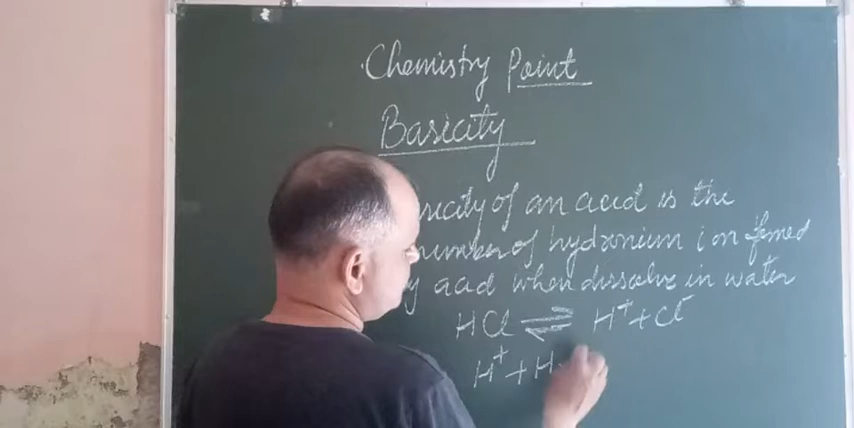 Chemistry Point
Basicity
sicity of an acid is the
number of hydronium ion formed
y acid when dissolve in water
HCl ⇌ H⁺ + Cl⁻
H⁺ + H